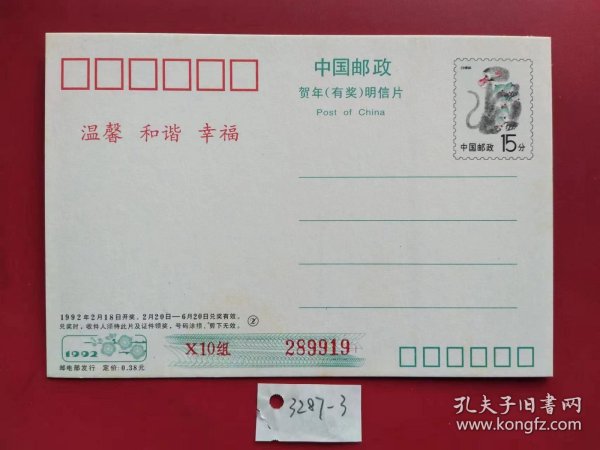 中国邮政
贺年(有奖)明信片
Post of China
温馨 和谐 幸福
中国邮政 15分
1992年2月18日开奖。2月20日—6月20日兑奖有效。
兑奖时,收件人须持此片及证件领奖,号码涂损、剪下无效。
1992
X10组 289919
邮电部发行 定价:0.38元
3287-3
孔夫子旧书网
www.kongfz.com